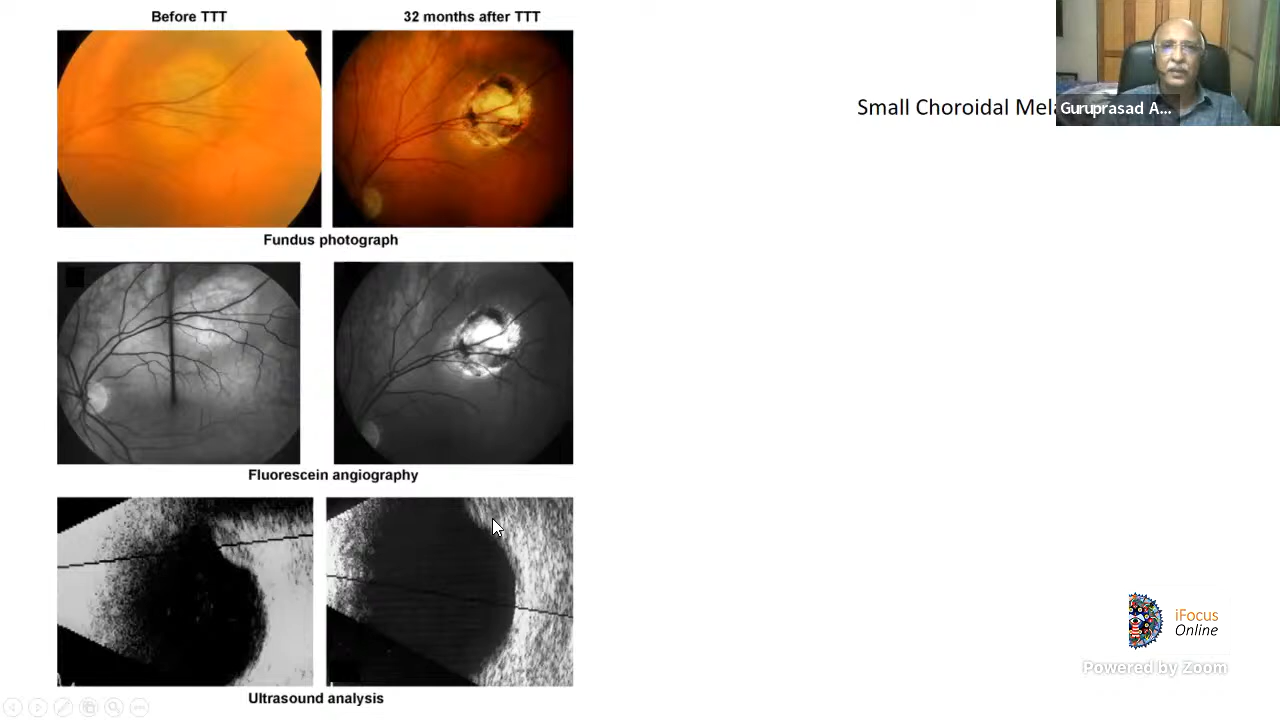 Before TTT
32 months after TTT
Fundus photograph
Fluorescein angiography
Ultrasound analysis
Small Choroidal Mela
Guruprasad A...
iFocus
Online
Powered by Zoom